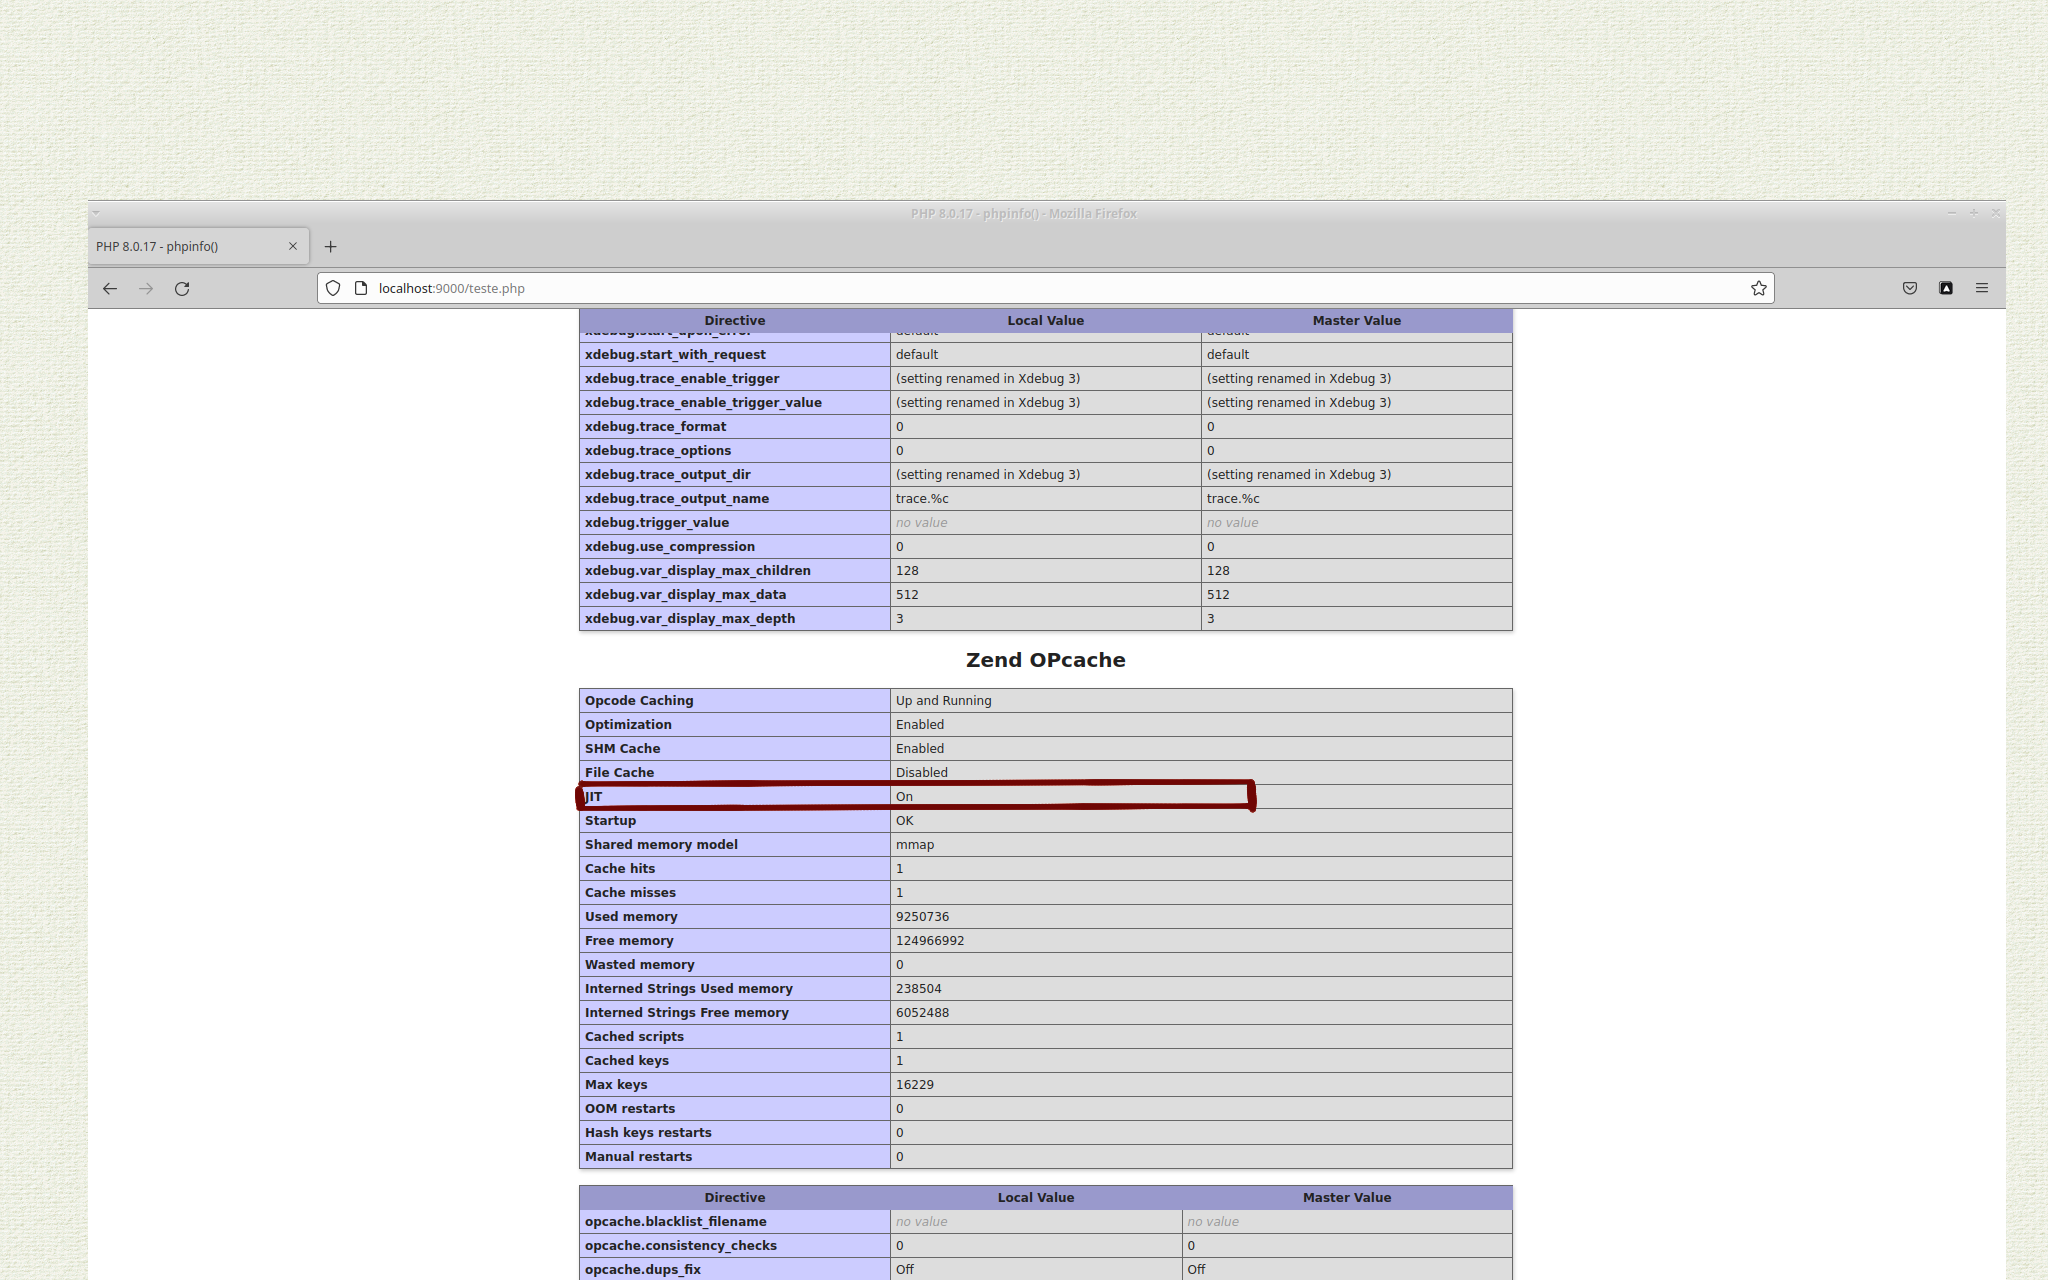 PHP 8.0.17 - phpinfo() - Mozilla Firefox
PHP 8.0.17 - phpinfo()
localhost:9000/teste.php
Directive Local Value Master Value
xdebug.start_upon_error default default
xdebug.start_with_request default default
xdebug.trace_enable_trigger (setting renamed in Xdebug 3) (setting renamed in Xdebug 3)
xdebug.trace_enable_trigger_value (setting renamed in Xdebug 3) (setting renamed in Xdebug 3)
xdebug.trace_format 0 0
xdebug.trace_options 0 0
xdebug.trace_output_dir (setting renamed in Xdebug 3) (setting renamed in Xdebug 3)
xdebug.trace_output_name trace.%c trace.%c
xdebug.trigger_value no value no value
xdebug.use_compression 0 0
xdebug.var_display_max_children 128 128
xdebug.var_display_max_data 512 512
xdebug.var_display_max_depth 3 3
Zend OPcache
Opcode Caching Up and Running
Optimization Enabled
SHM Cache Enabled
File Cache Disabled
JIT On
Startup OK
Shared memory model mmap
Cache hits 1
Cache misses 1
Used memory 9250736
Free memory 124966992
Wasted memory 0
Interned Strings Used memory 238504
Interned Strings Free memory 6052488
Cached scripts 1
Cached keys 1
Max keys 16229
OOM restarts 0
Hash keys restarts 0
Manual restarts 0
Directive Local Value Master Value
opcache.blacklist_filename no value no value
opcache.consistency_checks 0 0
opcache.dups_fix Off Off